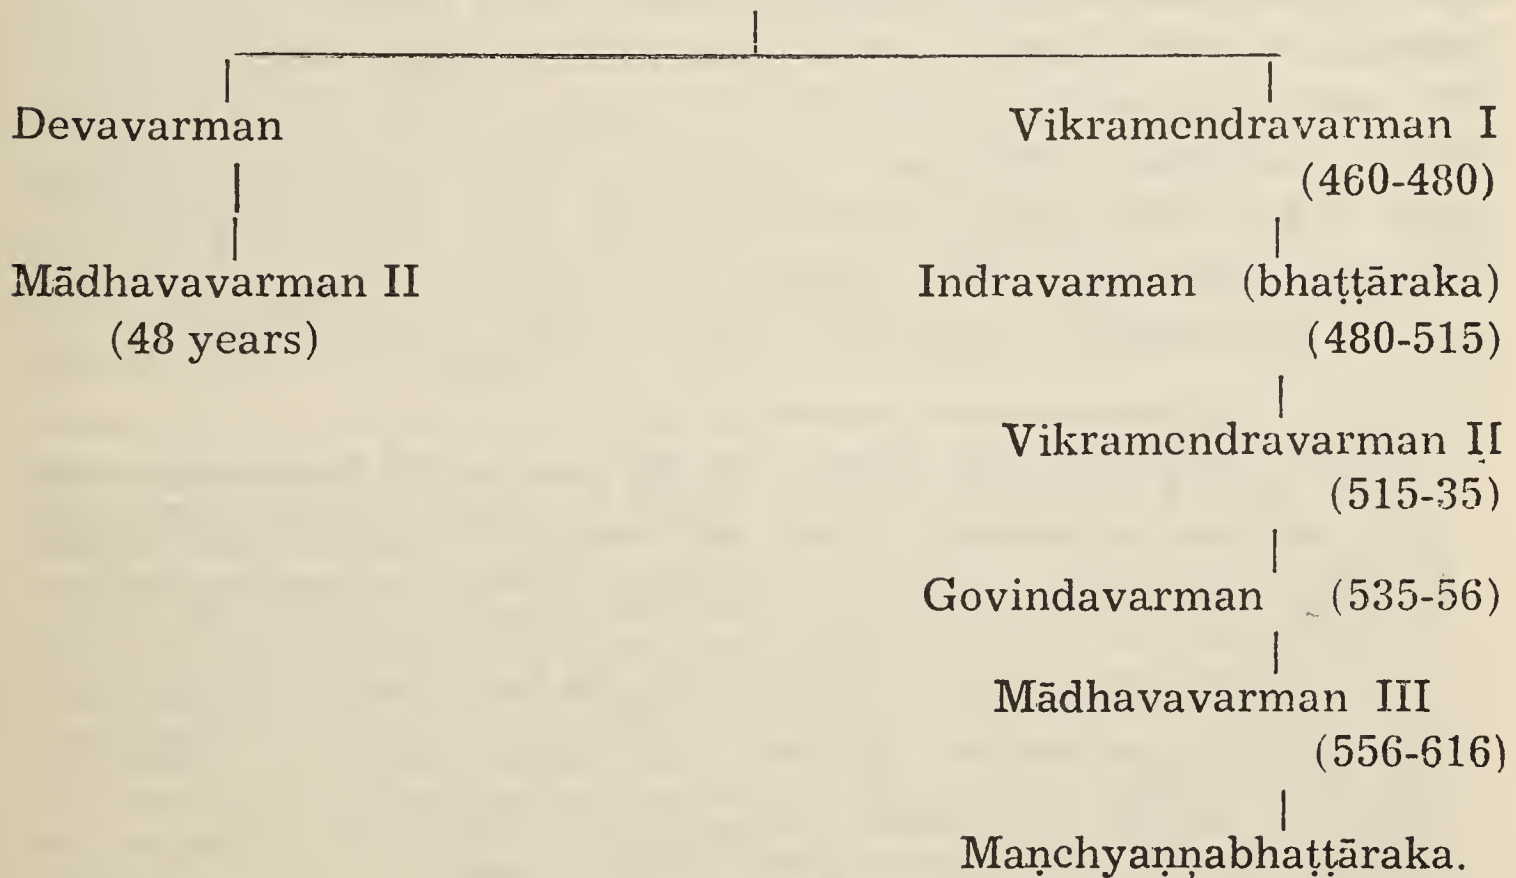 Devavarman
Vikramendravarman I
(460-480)
Mādhavavarman II
(48 years)
Indravarman (bhaṭṭāraka)
(480-515)
Vikramendravarman II
(515-35)
Govindavarman (535-56)
Mādhavavarman III
(556-616)
Maṇchyaṇṇabhaṭṭāraka.